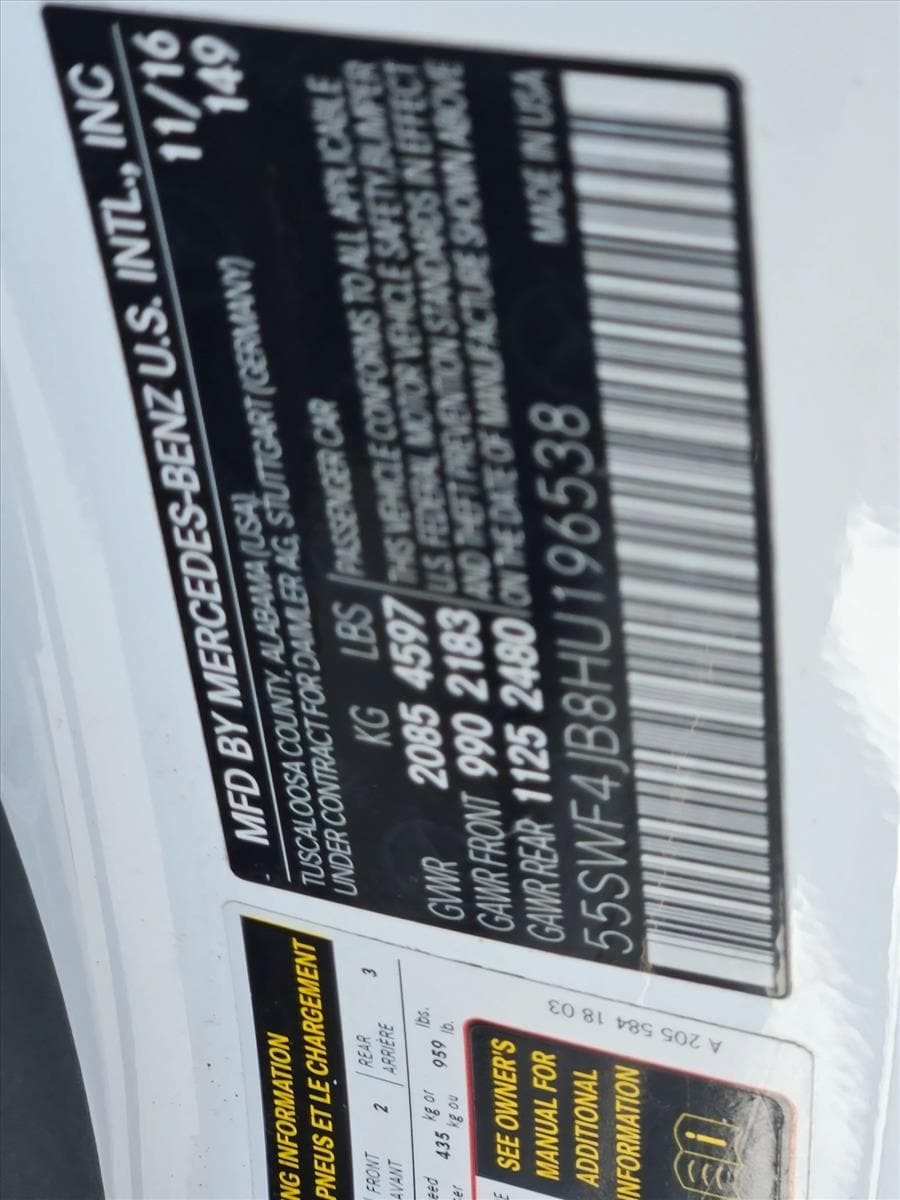 MFD BY MERCEDES-BENZ U.S. INTL., INC
TUSCALOOSA COUNTY, ALABAMA (USA) 11/16
UNDER CONTRACT FOR DAIMLER AG, STUTTGART (GERMANY) 149
KG LBS PASSENGER CAR
GVWR 2085 4597 THIS VEHICLE CONFORMS TO ALL APPLICABLE
U.S. FEDERAL MOTOR VEHICLE SAFETY, BUMPER
GAWR FRONT 990 2183 AND THEFT PREVENTION STANDARDS IN EFFECT
GAWR REAR 1125 2480 ON THE DATE OF MANUFACTURE SHOWN ABOVE
55SWF4JB8HU196538 MADE IN USA
A 205 584 18 03
NG INFORMATION
PNEUS ET LE CHARGEMENT
FRONT 2 REAR 3
AVANT ARRIÈRE
eed 435 kg or 959 lbs.
er kg ou lb.
SEE OWNER'S
MANUAL FOR
ADDITIONAL
INFORMATION